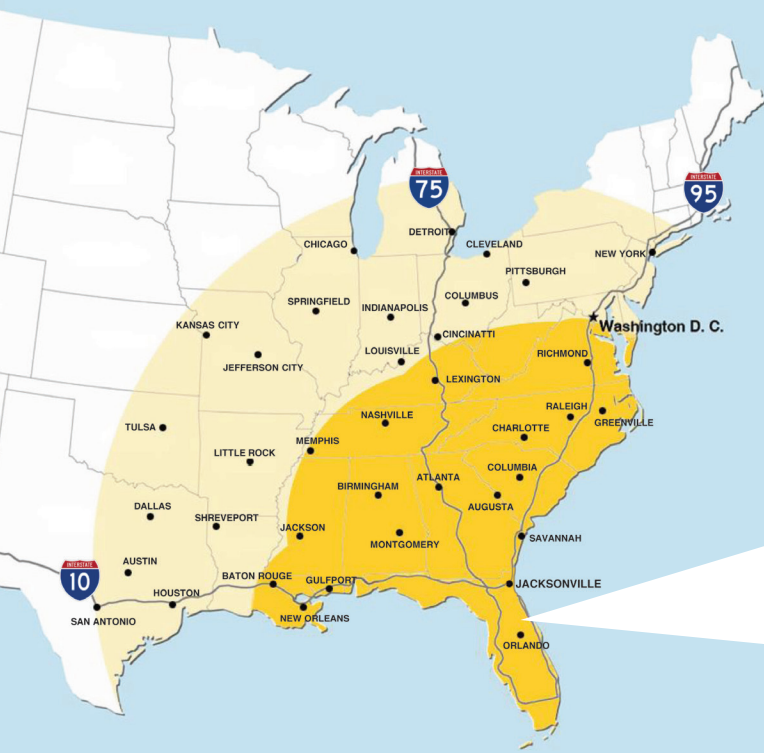 INTERSTATE
75
INTERSTATE
95
DETROIT
CHICAGO
CLEVELAND
NEW YORK
PITTSBURGH
SPRINGFIELD
COLUMBUS
INDIANAPOLIS
KANSAS CITY
Washington D. C.
CINCINATTI
LOUISVILLE
RICHMOND
JEFFERSON CITY
LEXINGTON
NASHVILLE
RALEIGH
GREENVILLE
TULSA
CHARLOTTE
MEMPHIS
LITTLE ROCK
COLUMBIA
ATLANTA
BIRMINGHAM
AUGUSTA
DALLAS
SHREVEPORT
JACKSON
SAVANNAH
MONTGOMERY
AUSTIN
INTERSTATE
10
BATON ROUGE
GULFPORT
JACKSONVILLE
HOUSTON
SAN ANTONIO
NEW ORLEANS
ORLANDO